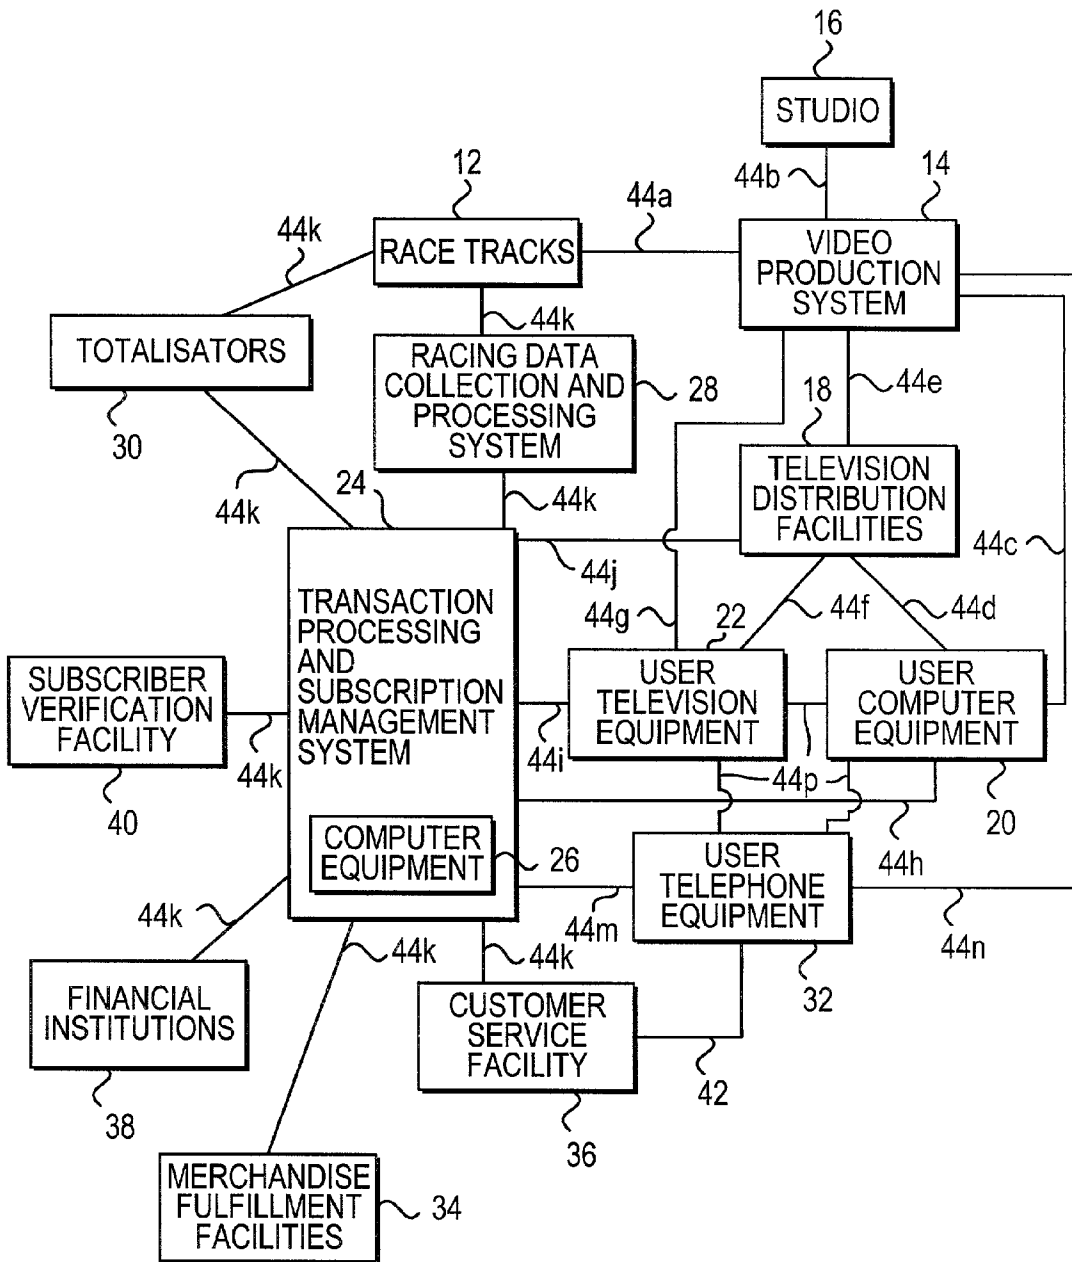 16
STUDIO
12
44b
14
44a
44k
RACE TRACKS
VIDEO
PRODUCTION
SYSTEM
44k
TOTALISATORS
RACING DATA
COLLECTION AND
PROCESSING
SYSTEM
28
44e
18
30
TELEVISION
DISTRIBUTION
FACILITIES
44k
24
44k
44c
44j
TRANSACTION
PROCESSING
AND
SUBSCRIPTION
MANAGEMENT
SYSTEM
44g
44f
44d
22
SUBSCRIBER
VERIFICATION
FACILITY
USER
TELEVISION
EQUIPMENT
USER
COMPUTER
EQUIPMENT
44k
44i
44p
40
20
COMPUTER
EQUIPMENT
26
USER
TELEPHONE
EQUIPMENT
44h
44k
44k
44k
44m
44n
32
FINANCIAL
INSTITUTIONS
CUSTOMER
SERVICE
FACILITY
42
38
36
MERCHANDISE
FULFILLMENT
FACILITIES
34